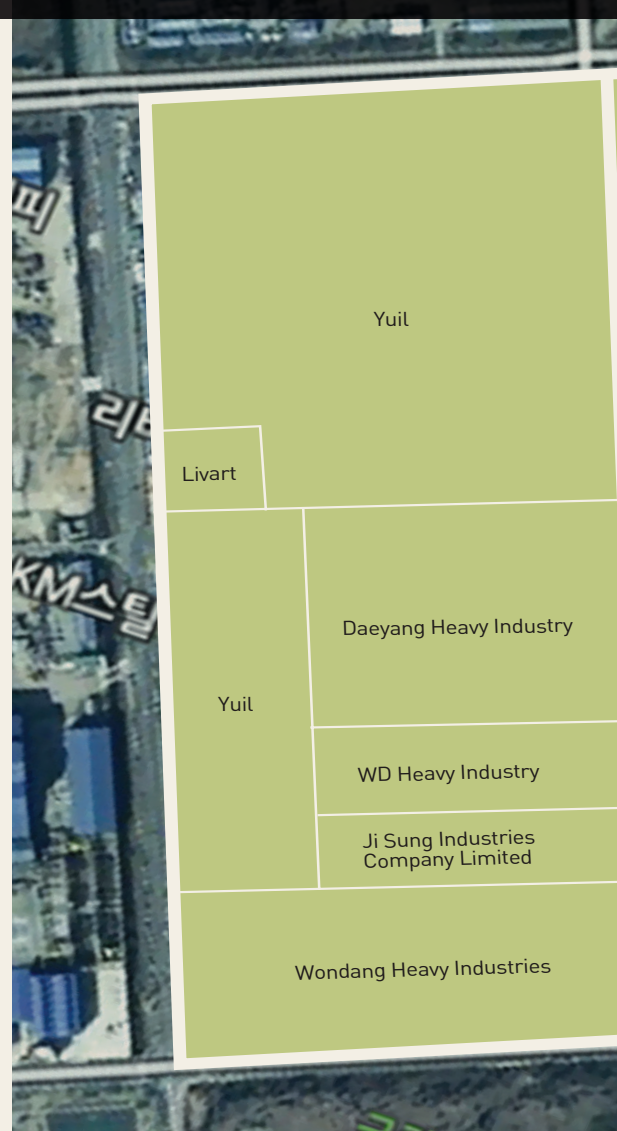 Yuil
Livart
KM스틸
Daeyang Heavy Industry
Yuil
WD Heavy Industry
Ji Sung Industries
Company Limited
Wondang Heavy Industries